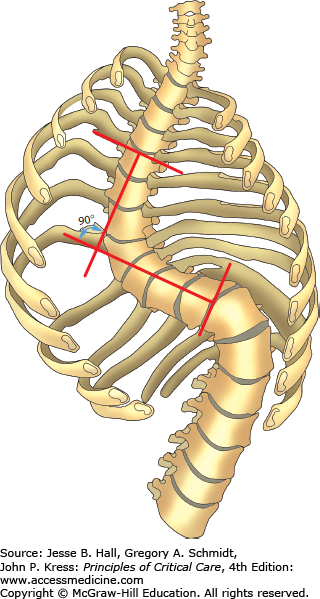 90°
Source: Jesse B. Hall, Gregory A. Schmidt,
John P. Kress: Principles of Critical Care, 4th Edition:
www.accessmedicine.com
Copyright © McGraw-Hill Education. All rights reserved.